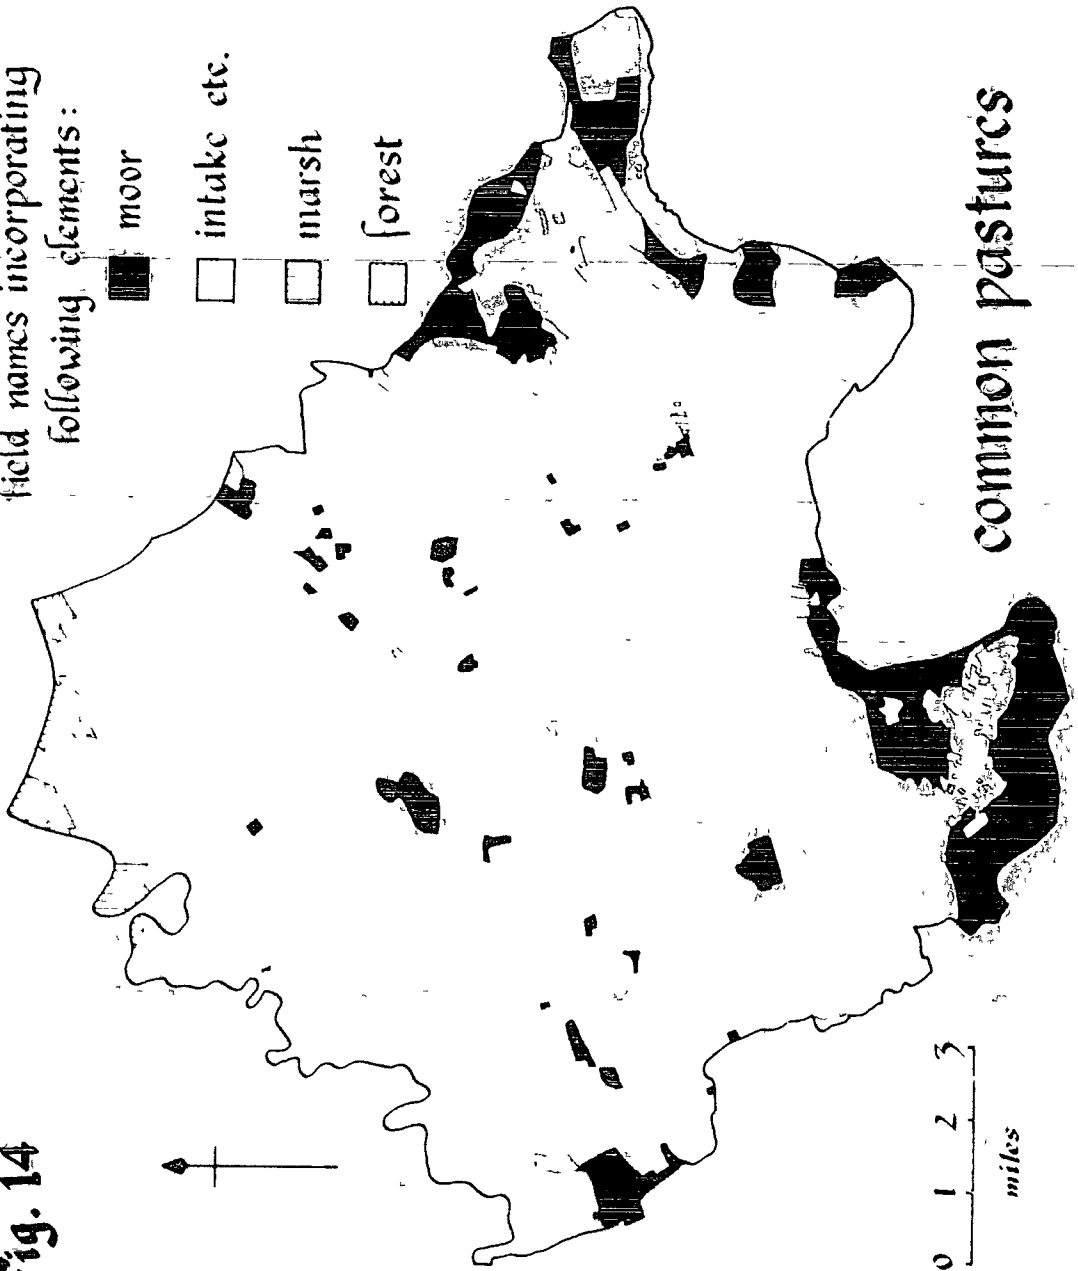 Fig. 14
field names incorporating
following elements:
moor
intake etc.
marsh
forest
common pastures
0 1 2 3
miles